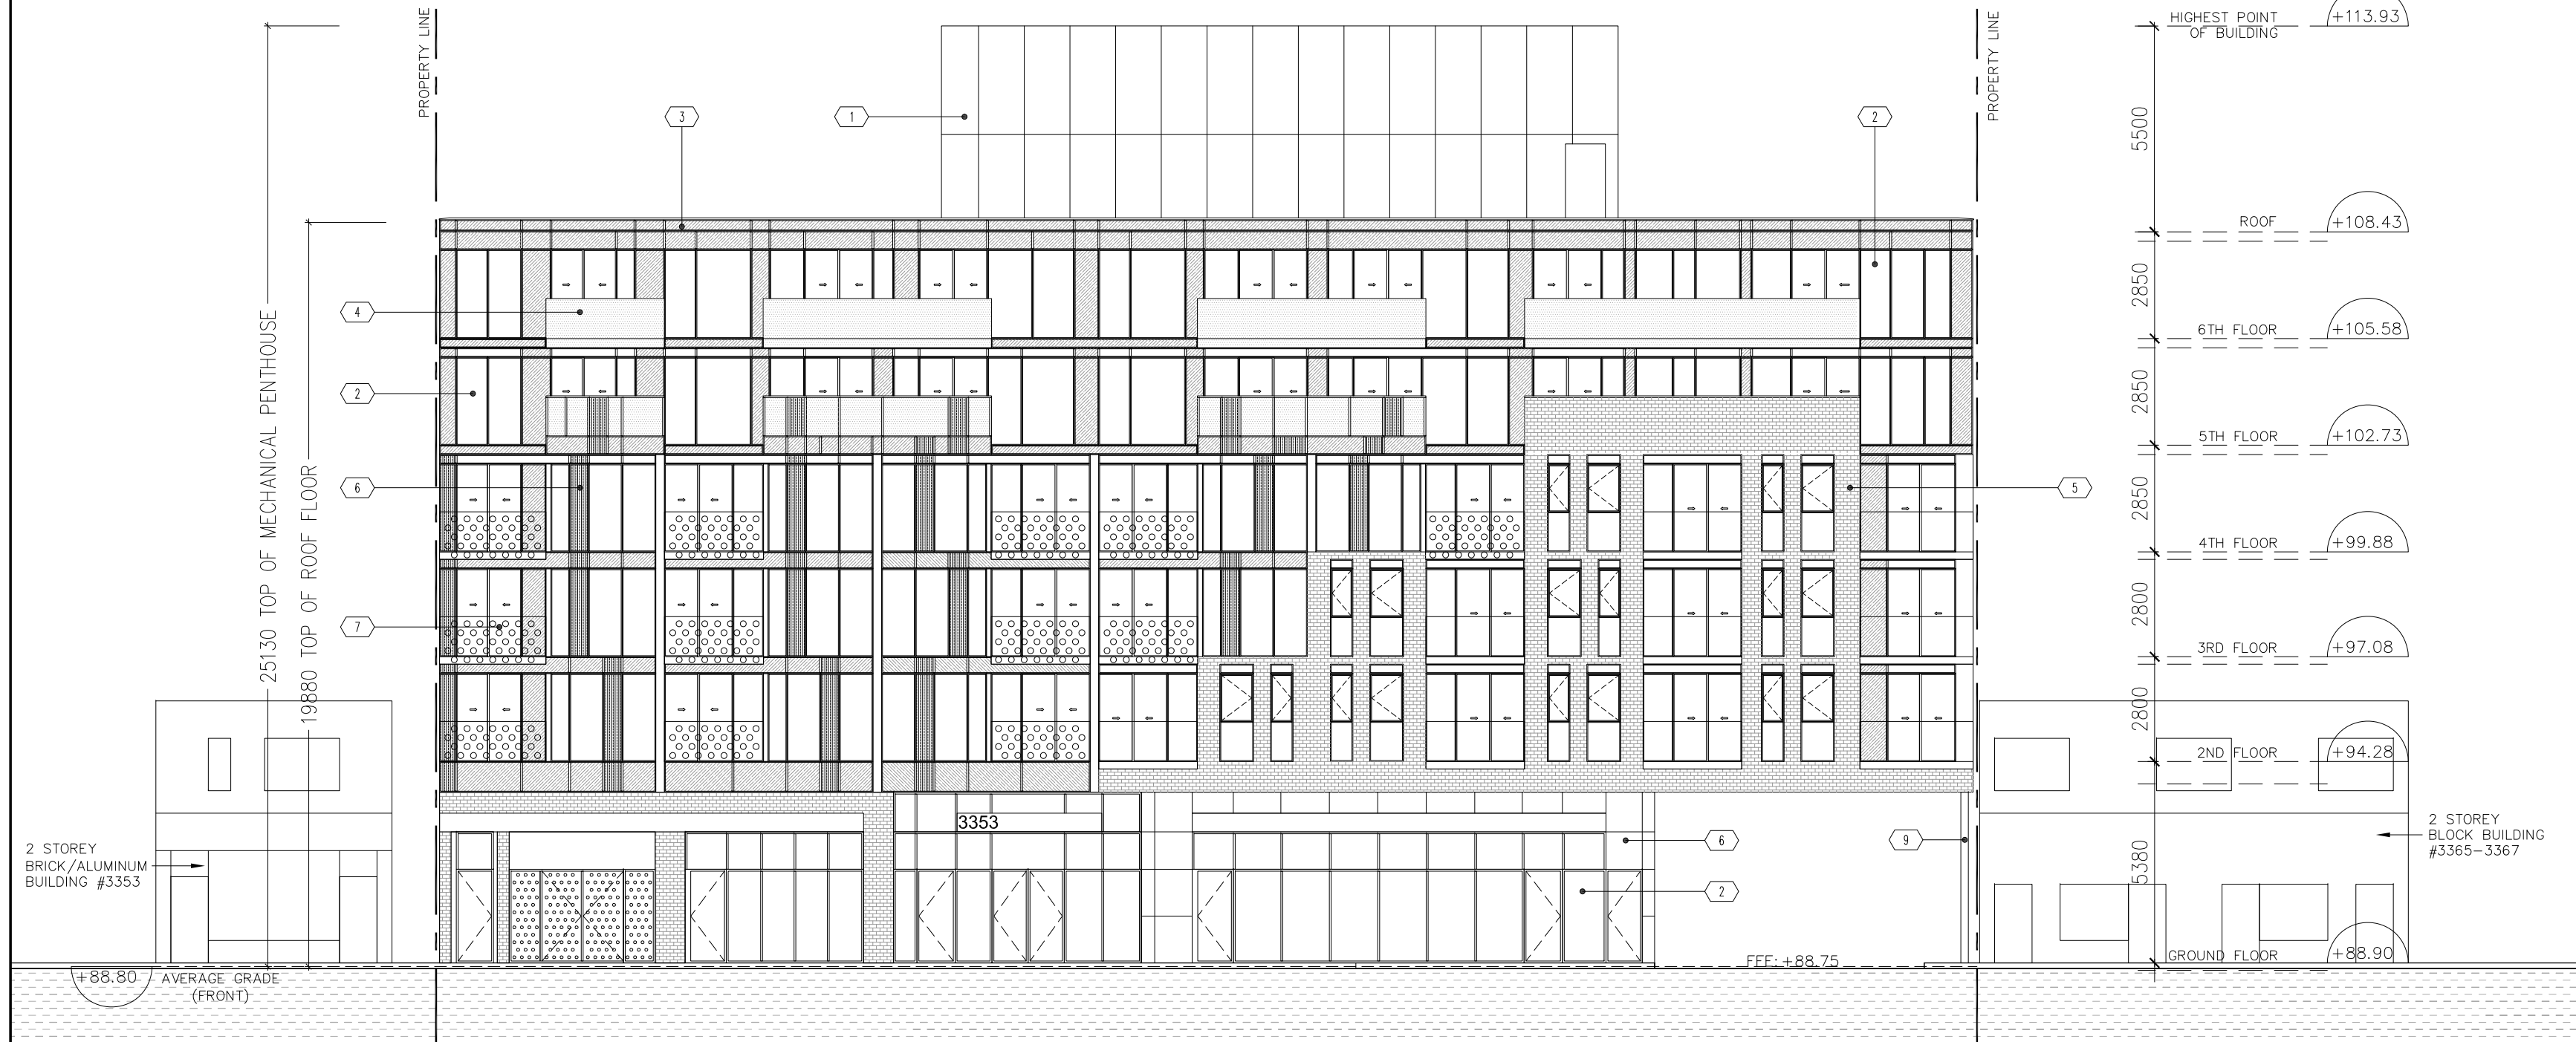 HIGHEST POINT
OF BUILDING
+113.93
PROPERTY LINE
PROPERTY LINE
3
1
2
5500
ROOF
+108.43
2850
4
6TH FLOOR
+105.58
2850
2
5TH FLOOR
+102.73
6
5
2850
4TH FLOOR
+99.88
2800
7
3RD FLOOR
+97.08
2800
2ND FLOOR
+94.28
25130 TOP OF MECHANICAL PENTHOUSE
19880 TOP OF ROOF FLOOR
3353
6
9
2
5380
2 STOREY
BRICK/ALUMINUM
BUILDING #3353
2 STOREY
BLOCK BUILDING
#3365-3367
FFE: +88.75
GROUND FLOOR
+88.90
+88.80
AVERAGE GRADE
(FRONT)